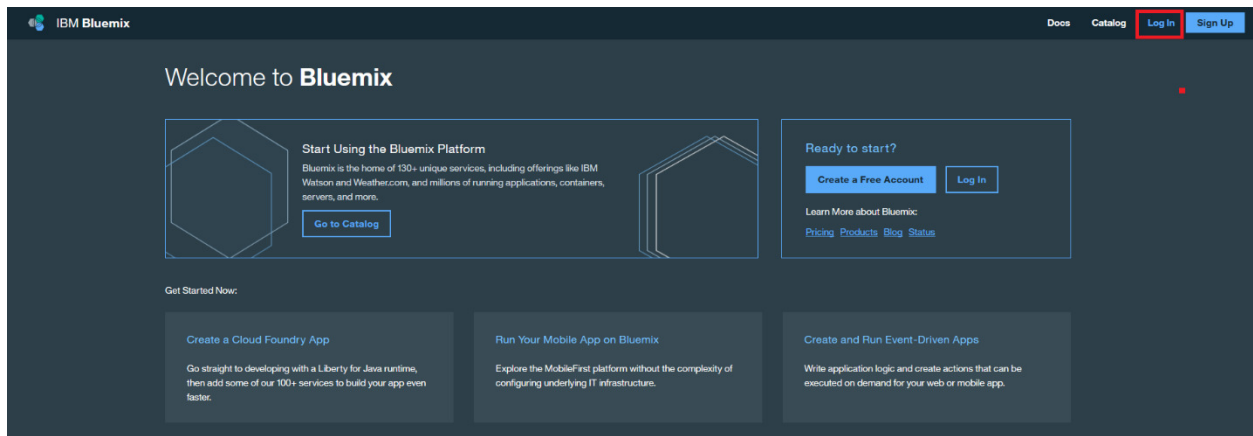 IBM Bluemix
Docs Catalog Log In Sign Up
Welcome to Bluemix
Start Using the Bluemix Platform
Bluemix is the home of 130+ unique services, including offerings like IBM
Watson and Weather.com, and millions of running applications, containers,
servers, and more.
Go to Catalog
Ready to start?
Create a Free Account Log In
Learn More about Bluemix:
Pricing Products Blog Status
Get Started Now:
Create a Cloud Foundry App
Go straight to developing with a Liberty for Java runtime,
then add some of our 100+ services to build your app even
faster.
Run Your Mobile App on Bluemix
Explore the MobileFirst platform without the complexity of
configuring underlying IT infrastructure.
Create and Run Event-Driven Apps
Write application logic and create actions that can be
executed on demand for your web or mobile app.